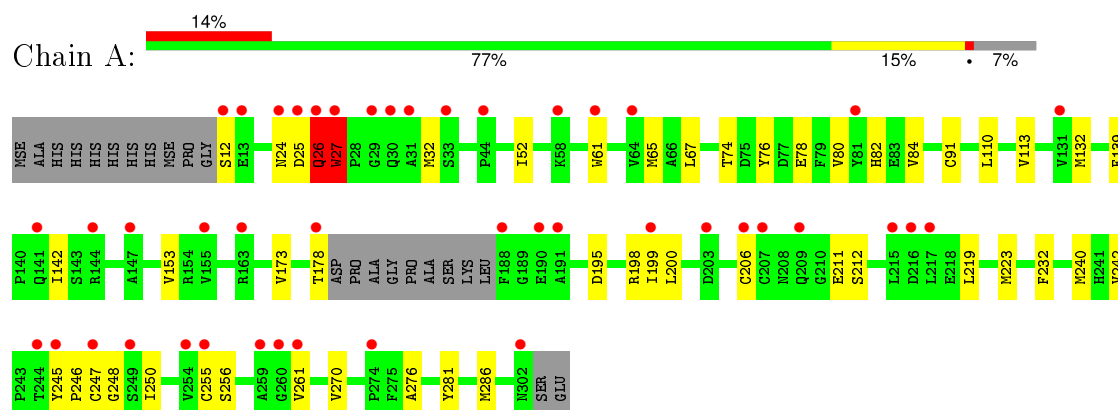 14%
Chain A:
77% 15% • 7%
MSE ALA HIS HIS HIS HIS HIS HIS MSE PRO GLY S12 E13 N24 D25 Q26 W27 P28 G29 Q30 A31 M32 S33 P44 I52 K58 W61 V64 M65 A66 L67 T74 D75 Y76 D77 E78 F79 V80 Y81 H82 E83 V84 G91 L110 V113 V131 M132
P140 Q141 I142 S143 R144 A147 V153 R154 V155 R163 V173 T178 ASP PRO ALA GLY PRO ALA SER LYS LEU F188 G189 E190 A191 D195 R198 I199 L200 D203 C206 C207 N208 Q209 G210 E211 S212 L215 D216 L217 E218 L219 M223 F232 M240 H241 V242
P243 T244 Y245 P246 C247 G248 S249 I250 V254 C255 S256 A259 G260 V261 V270 P274 F275 A276 Y281 M286 N302 SER GLU